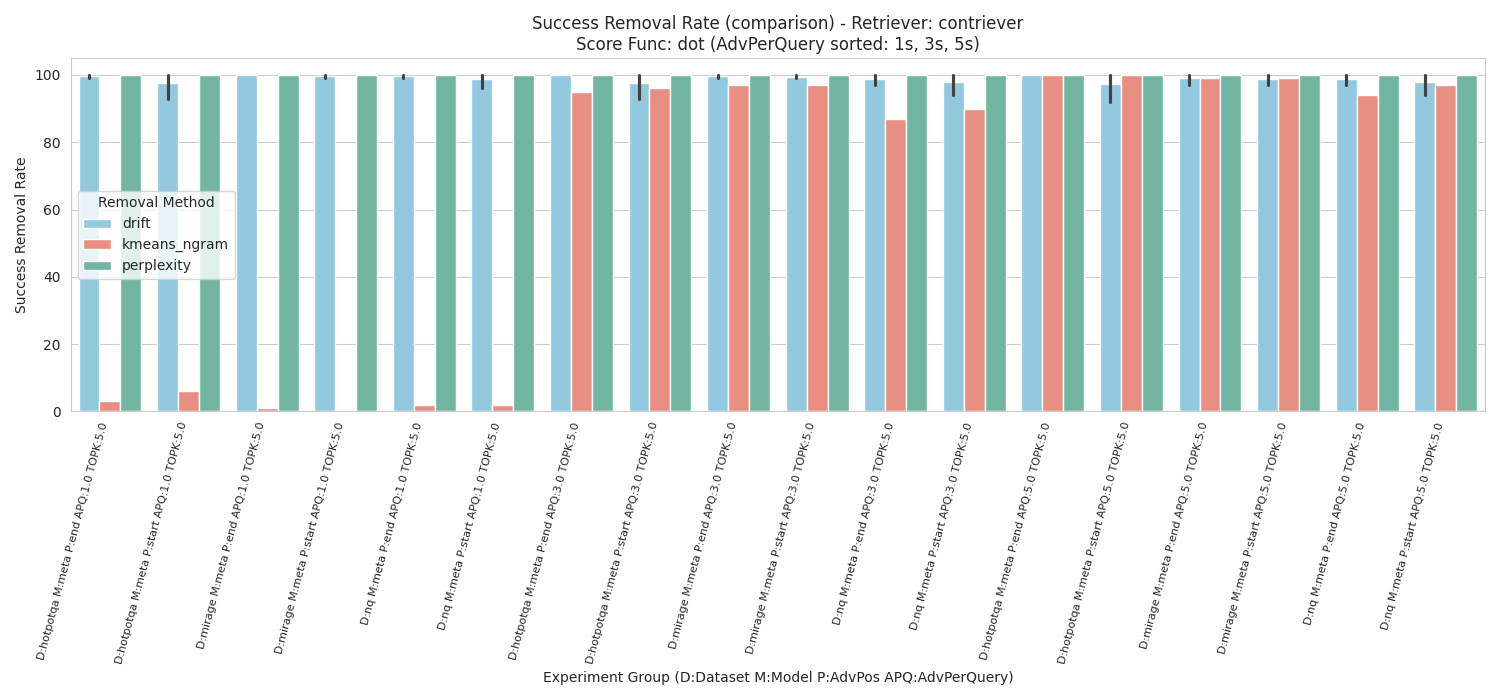 Success Removal Rate (comparison) - Retriever: contriever
Score Func: dot (AdvPerQuery sorted: 1s, 3s, 5s)
Success Removal Rate
100
80
60
40
20
0
Removal Method
drift
kmeans_ngram
perplexity
D:hotpotqa M:meta P:end APQ:1.0 TOPK:5.0
D:hotpotqa M:meta P:start APQ:1.0 TOPK:5.0
D:mirage M:meta P:end APQ:1.0 TOPK:5.0
D:mirage M:meta P:start APQ:1.0 TOPK:5.0
D:nq M:meta P:end APQ:1.0 TOPK:5.0
D:nq M:meta P:start APQ:1.0 TOPK:5.0
D:hotpotqa M:meta P:end APQ:3.0 TOPK:5.0
D:hotpotqa M:meta P:start APQ:3.0 TOPK:5.0
D:mirage M:meta P:end APQ:3.0 TOPK:5.0
D:mirage M:meta P:start APQ:3.0 TOPK:5.0
D:nq M:meta P:end APQ:3.0 TOPK:5.0
D:nq M:meta P:start APQ:3.0 TOPK:5.0
D:hotpotqa M:meta P:end APQ:5.0 TOPK:5.0
D:hotpotqa M:meta P:start APQ:5.0 TOPK:5.0
D:mirage M:meta P:end APQ:5.0 TOPK:5.0
D:mirage M:meta P:start APQ:5.0 TOPK:5.0
D:nq M:meta P:end APQ:5.0 TOPK:5.0
D:nq M:meta P:start APQ:5.0 TOPK:5.0
Experiment Group (D:Dataset M:Model P:AdvPos APQ:AdvPerQuery)